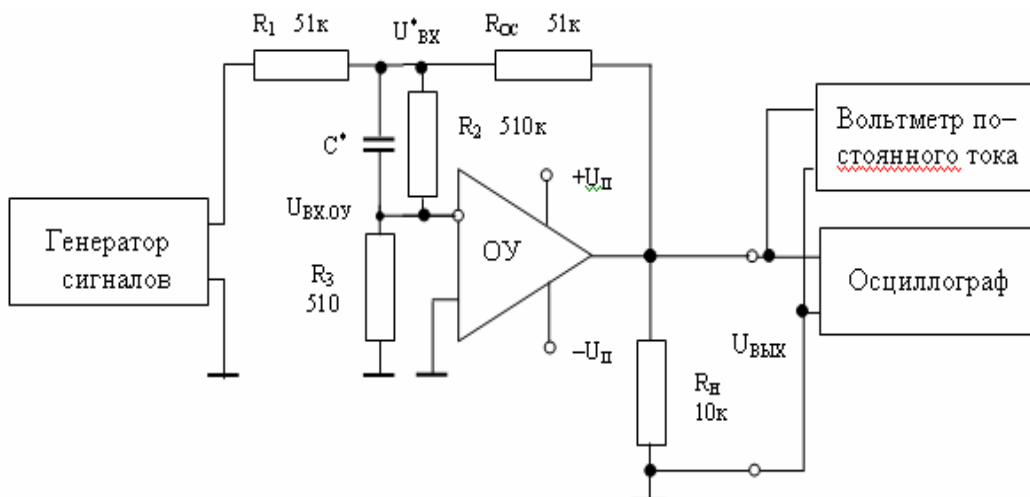 R1 51к
U*ВХ
RОС 51к
C*
R2 510к
Вольтметр по–
стоянного тока
UВХ.ОУ
+UП
Генератор
сигналов
R3
510
ОУ
Осциллограф
–UП
UВЫХ
RН
10к